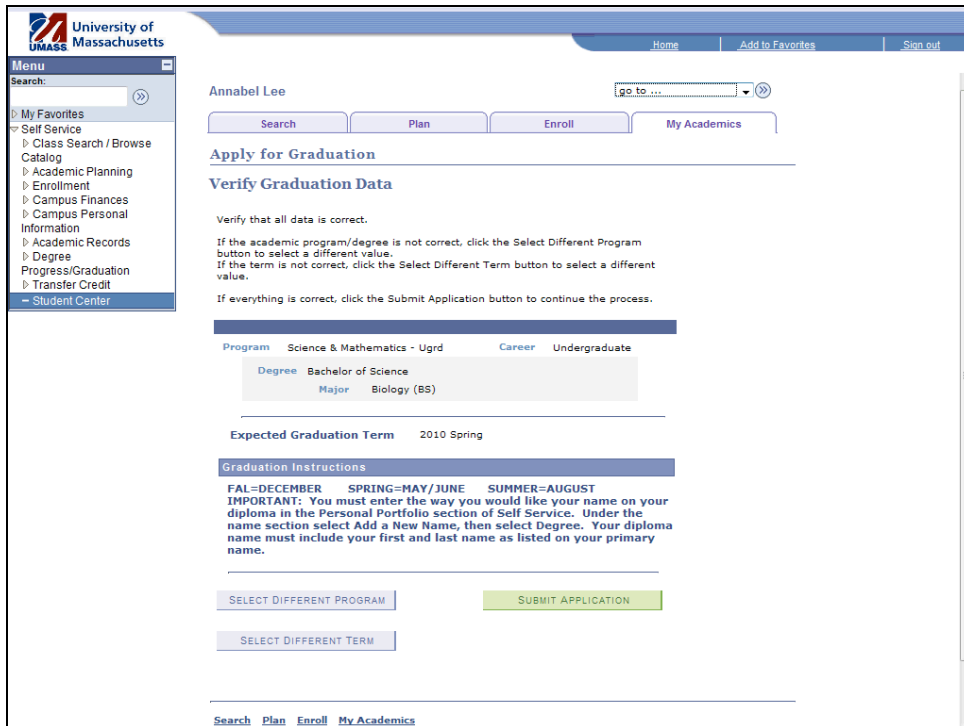 University of
Massachusetts
UMASS
Home Add to Favorites Sign out
Menu
Search:
My Favorites
Self Service
Class Search / Browse
Catalog
Academic Planning
Enrollment
Campus Finances
Campus Personal
Information
Academic Records
Degree
Progress/Graduation
Transfer Credit
Student Center
Annabel Lee
go to ...
Search Plan Enroll My Academics
Apply for Graduation
Verify Graduation Data
Verify that all data is correct.
If the academic program/degree is not correct, click the Select Different Program
button to select a different value.
If the term is not correct, click the Select Different Term button to select a different
value.
If everything is correct, click the Submit Application button to continue the process.
Program Science & Mathematics - Ugrd Career Undergraduate
Degree Bachelor of Science
Major Biology (BS)
Expected Graduation Term 2010 Spring
Graduation Instructions
FAL=DECEMBER SPRING=MAY/JUNE SUMMER=AUGUST
IMPORTANT: You must enter the way you would like your name on your
diploma in the Personal Portfolio section of Self Service. Under the
name section select Add a New Name, then select Degree. Your diploma
name must include your first and last name as listed on your primary
name.
SELECT DIFFERENT PROGRAM SUBMIT APPLICATION
SELECT DIFFERENT TERM
Search Plan Enroll My Academics